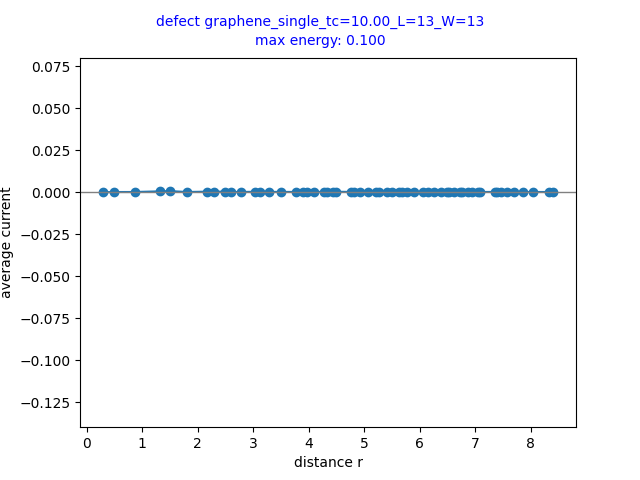 defect graphene_single_tc=10.00_L=13_W=13
max energy: 0.100
0.075
0.050
0.025
0.000
−0.025
−0.050
−0.075
−0.100
−0.125
average current
0 1 2 3 4 5 6 7 8
distance r